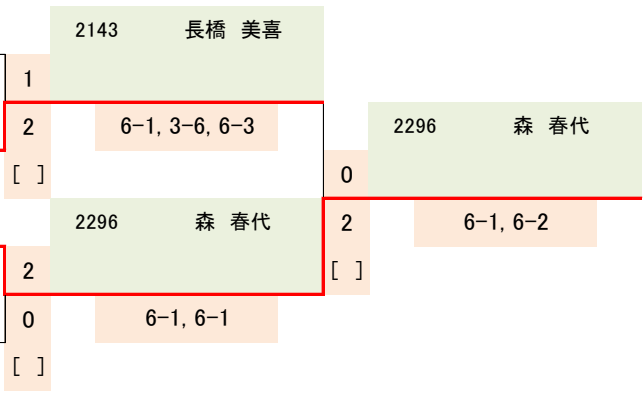 2143 長橋 美喜
1
2 6-1, 3-6, 6-3
2296 森 春代
[ ] 0
2296 森 春代 2 6-1, 6-2
2 [ ]
0 6-1, 6-1
[ ]